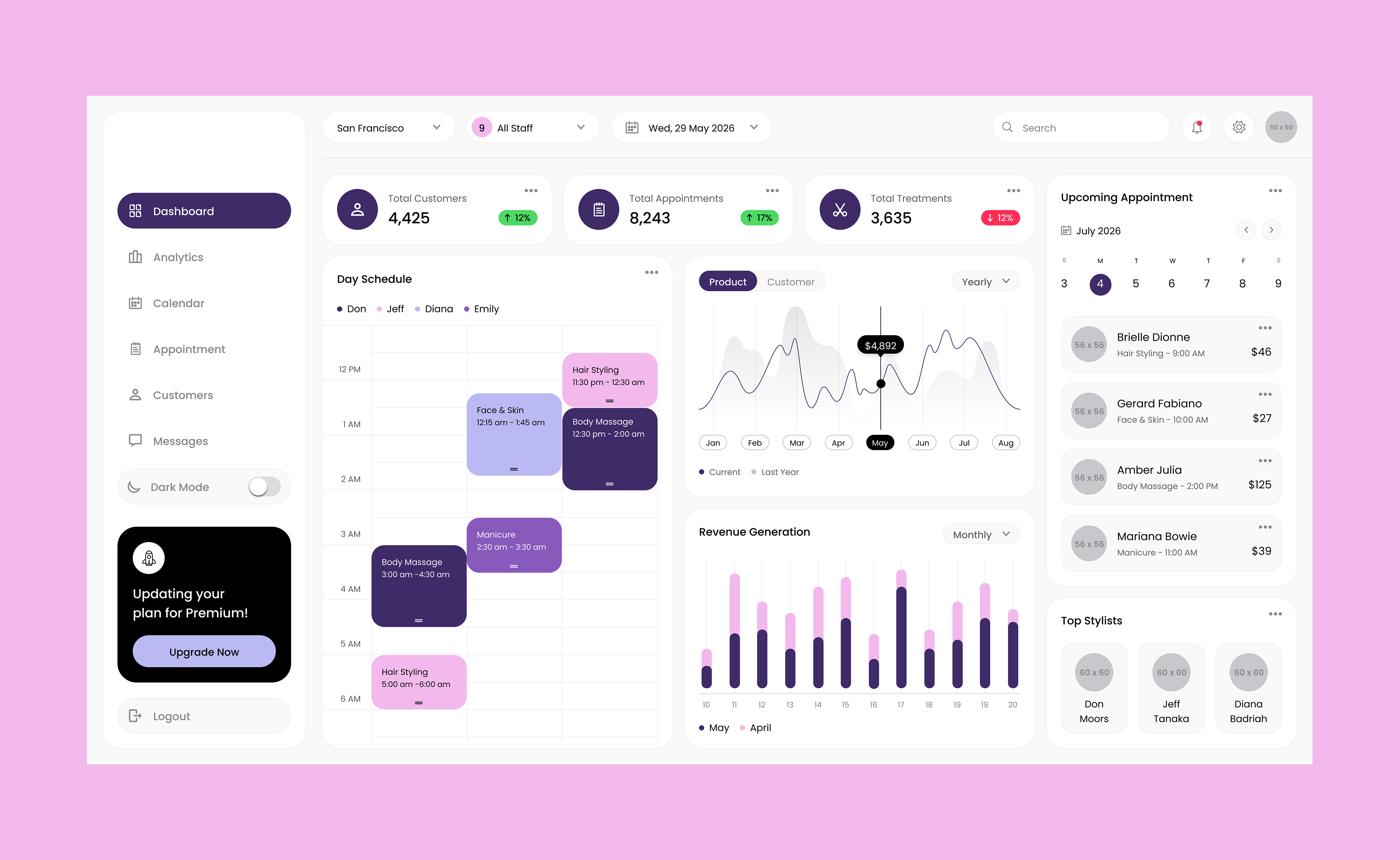 Dashboard
Analytics
Calendar
Appointment
Customers
Messages
Dark Mode
Updating your
plan for Premium!
Upgrade Now
Logout
San Francisco
9 All Staff
Wed, 29 May 2026
Search
50 x 50
Total Customers
4,425
↑ 12%
Total Appointments
8,243
↑ 17%
Total Treatments
3,635
↓ 12%
Day Schedule
Don Jeff Diana Emily
12 PM
1 AM
2 AM
3 AM
4 AM
5 AM
6 AM
Hair Styling
11:30 pm - 12:30 am
Face & Skin
12:15 am - 1:45 am
Body Massage
12:30 pm - 2:00 am
Manicure
2:30 am - 3:30 am
Body Massage
3:00 am -4:30 am
Hair Styling
5:00 am -6:00 am
Product Customer
Yearly
$4,892
Jan Feb Mar Apr May Jun Jul Aug
Current Last Year
Revenue Generation
Monthly
10 11 12 13 14 15 16 17 18 19 19 20
May April
Upcoming Appointment
July 2026
S M T W T F S
3 4 5 6 7 8 9
56 x 56
Brielle Dionne
Hair Styling - 9:00 AM
$46
56 x 56
Gerard Fabiano
Face & Skin - 10:00 AM
$27
56 x 56
Amber Julia
Body Massage - 2:00 PM
$125
56 x 56
Mariana Bowie
Manicure - 11:00 AM
$39
Top Stylists
60 x 60
Don
Moors
60 x 60
Jeff
Tanaka
60 x 60
Diana
Badriah